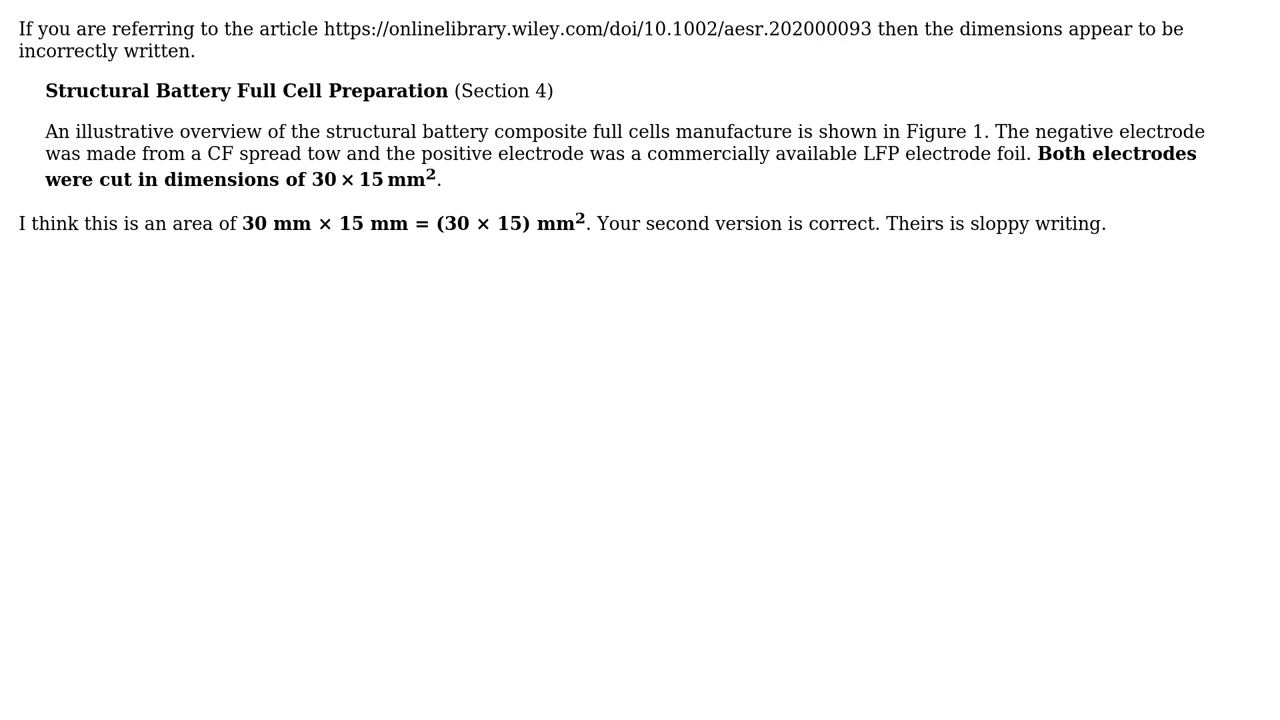 If you are referring to the article https://onlinelibrary.wiley.com/doi/10.1002/aesr.202000093 then the dimensions appear to be
incorrectly written.
Structural Battery Full Cell Preparation (Section 4)
An illustrative overview of the structural battery composite full cells manufacture is shown in Figure 1. The negative electrode
was made from a CF spread tow and the positive electrode was a commercially available LFP electrode foil. Both electrodes
were cut in dimensions of 30 × 15 mm².
I think this is an area of 30 mm × 15 mm = (30 × 15) mm². Your second version is correct. Theirs is sloppy writing.